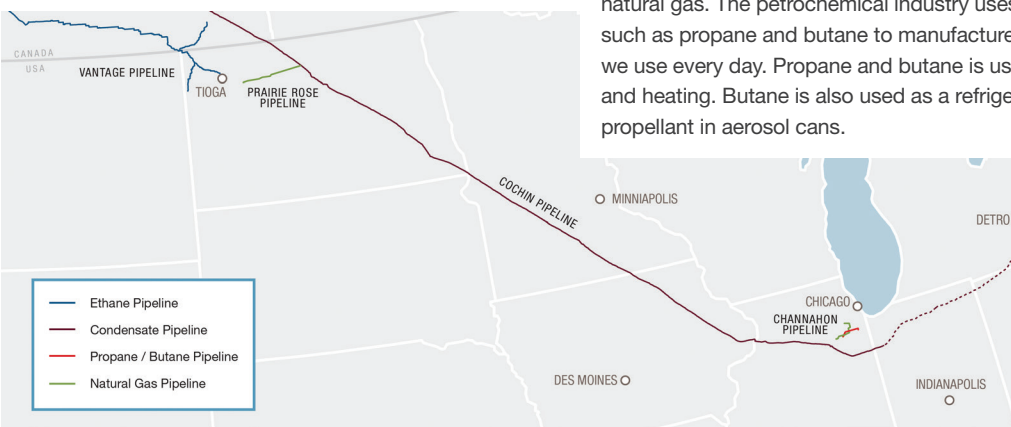 natural gas. The petrochemical industry uses
such as propane and butane to manufacture
we use every day. Propane and butane is us
and heating. Butane is also used as a refrige
propellant in aerosol cans.
CANADA
USA
VANTAGE PIPELINE
TIOGA
PRAIRIE ROSE
PIPELINE
COCHIN PIPELINE
MINNIAPOLIS
DETRO
CHICAGO
CHANNAHON
PIPELINE
DES MOINES
INDIANAPOLIS
Ethane Pipeline
Condensate Pipeline
Propane / Butane Pipeline
Natural Gas Pipeline